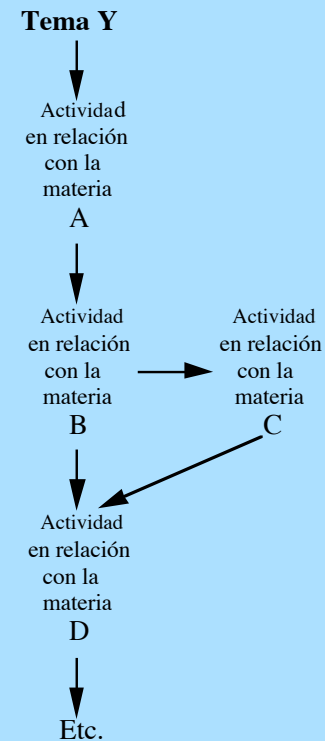 Tema Y
Actividad
en relación
con la
materia
A
Actividad
en relación
con la
materia
B
Actividad
en relación
con la
materia
C
Actividad
en relación
con la
materia
D
Etc.